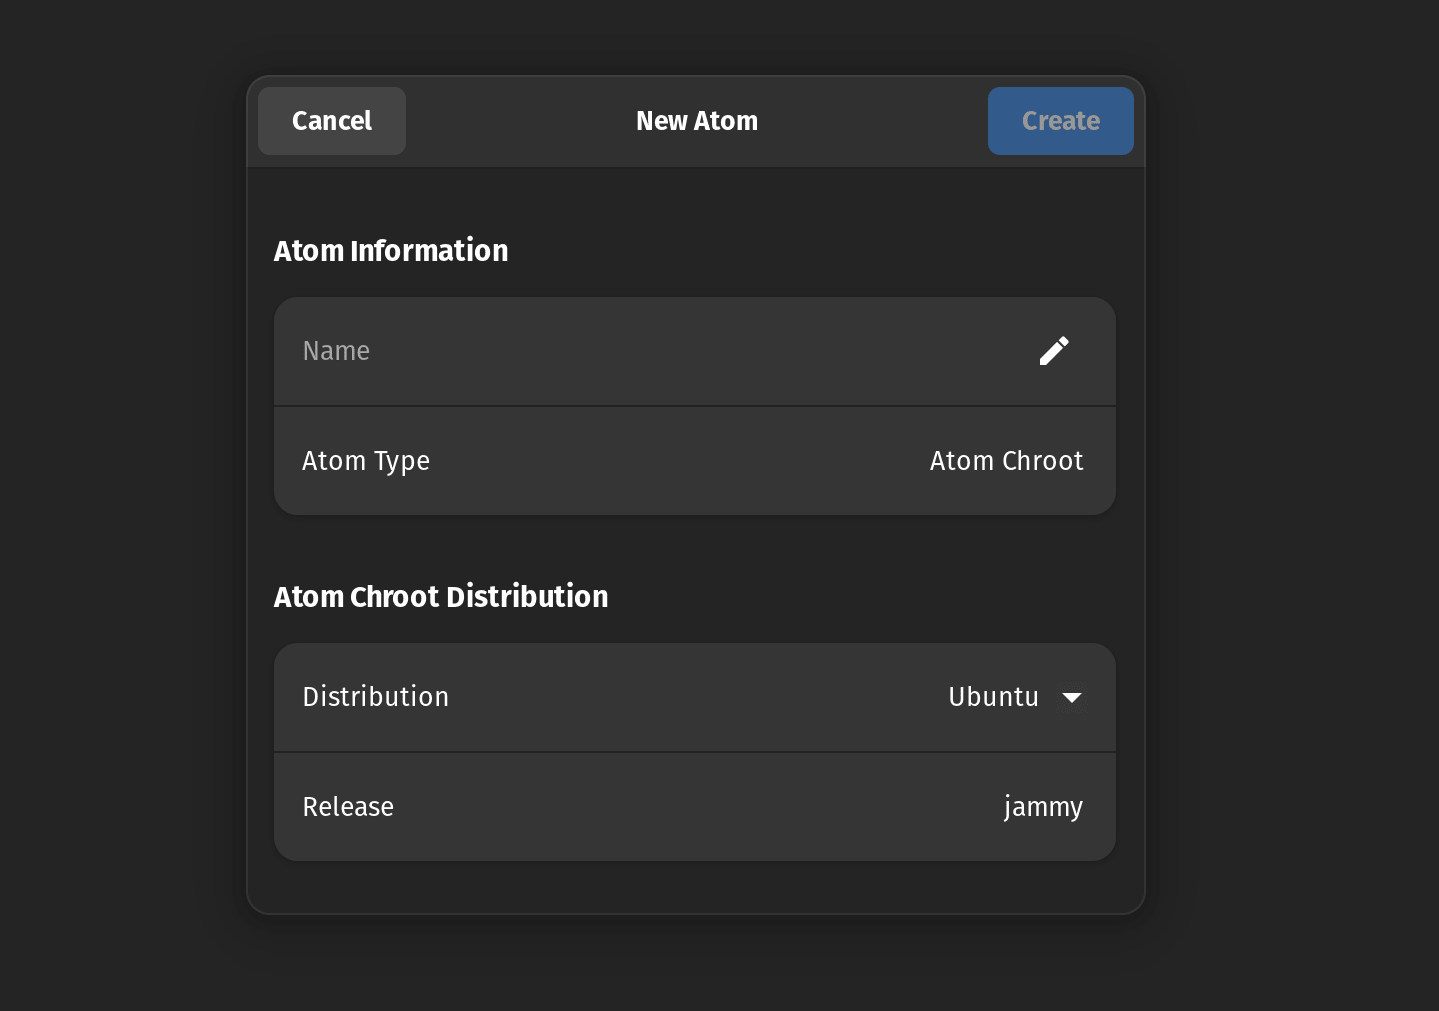 Cancel
New Atom
Create
Atom Information
Name
Atom Type
Atom Chroot
Atom Chroot Distribution
Distribution
Ubuntu
Release
jammy